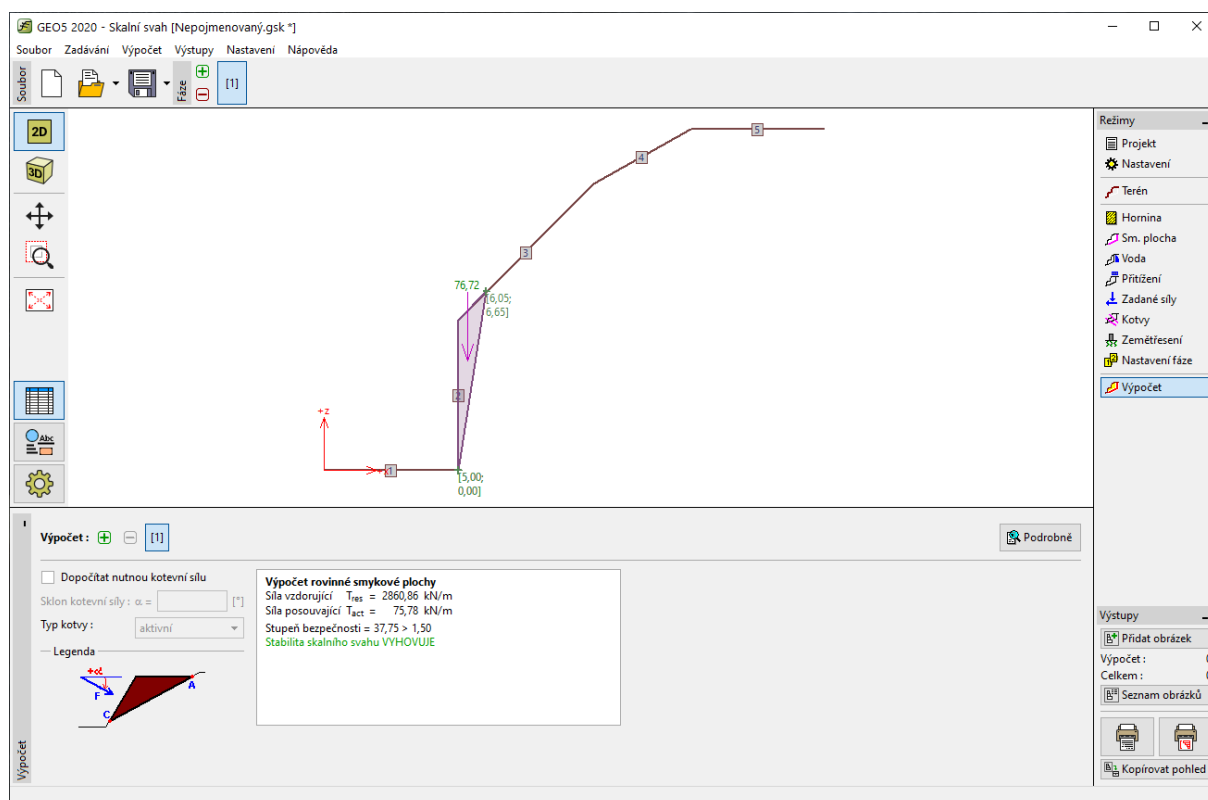 GEO5 2020 - Skalní svah [Nepojmenovaný.gsk *]
Soubor Zadávání Výpočet Výstupy Nastavení Nápověda
Soubor
Fáze
[1]
2D
3D
5
4
3
76,72
[6,05;
6,65]
2
+z
+x
1
[5,00;
0,00]
Režimy
Projekt
Nastavení
Terén
Hornina
Sm. plocha
Voda
Přitížení
Zadané síly
Kotvy
Zemětřesení
Nastavení fáze
Výpočet
Abc
Výpočet
Výpočet : [1]
Podrobné
Dopočítat nutnou kotevní sílu
Sklon kotevní síly : α = [°]
Typ kotvy : aktivní
Legenda
+α
F
A
C
Výpočet rovinné smykové plochy
Síla vzdorující Tres = 2860,86 kN/m
Síla posouvající Tact = 75,78 kN/m
Stupeň bezpečnosti = 37,75 > 1,50
Stabilita skalního svahu VYHOVUJE
Výstupy
Přidat obrázek
Výpočet :
Celkem :
Seznam obrázků
Kopírovat pohled